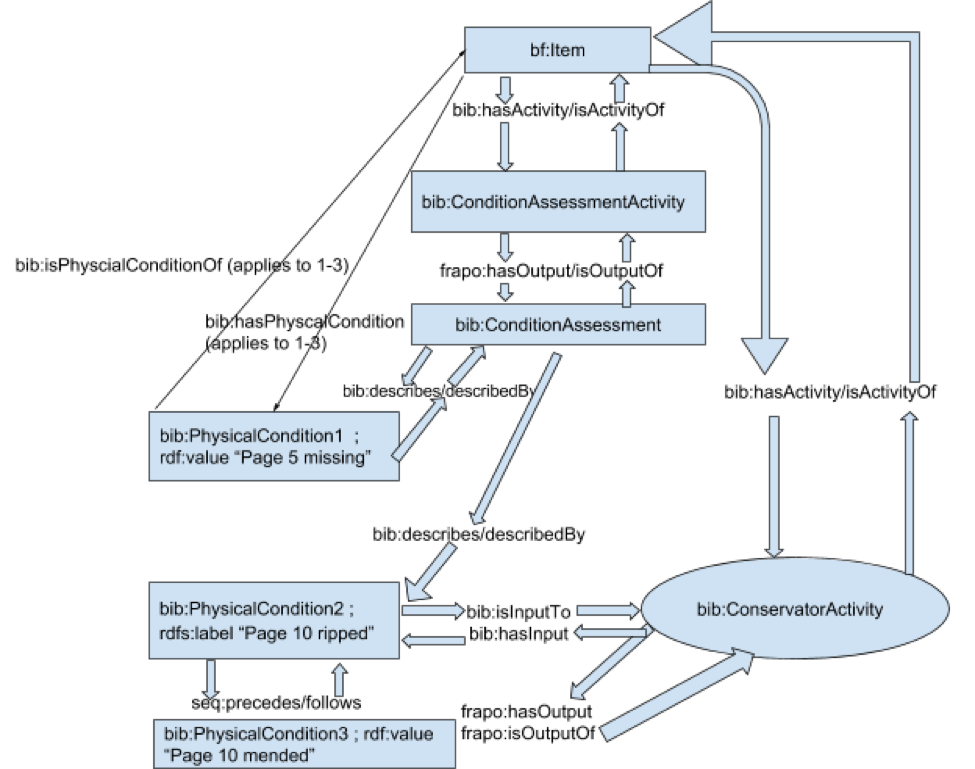 bf:Item
bib:hasActivity/isActivityOf
bib:ConditionAssessmentActivity
bib:isPhyscialConditionOf (applies to 1-3)
frapo:hasOutput/isOutputOf
bib:hasPhyscalCondition
(applies to 1-3)
bib:ConditionAssessment
bib:describes/describedBy
bib:hasActivity/isActivityOf
bib:PhysicalCondition1 ;
rdf:value “Page 5 missing”
bib:describes/describedBy
bib:PhysicalCondition2 ;
rdfs:label “Page 10 ripped”
bib:isInputTo
bib:hasInput
bib:ConservatorActivity
seq:precedes/follows
frapo:hasOutput
frapo:isOutputOf
bib:PhysicalCondition3 ; rdf:value
“Page 10 mended”